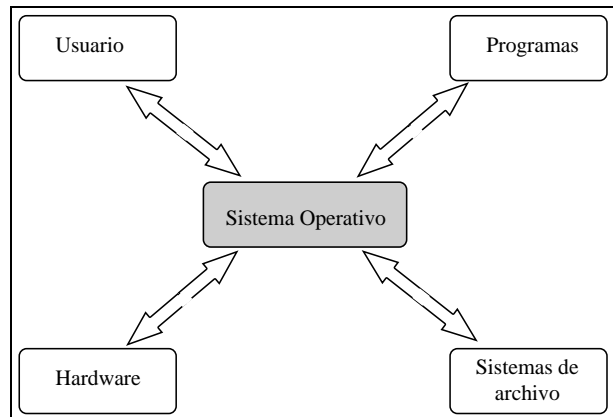 Usuario
Programas
Sistema Operativo
Hardware
Sistemas de
archivo